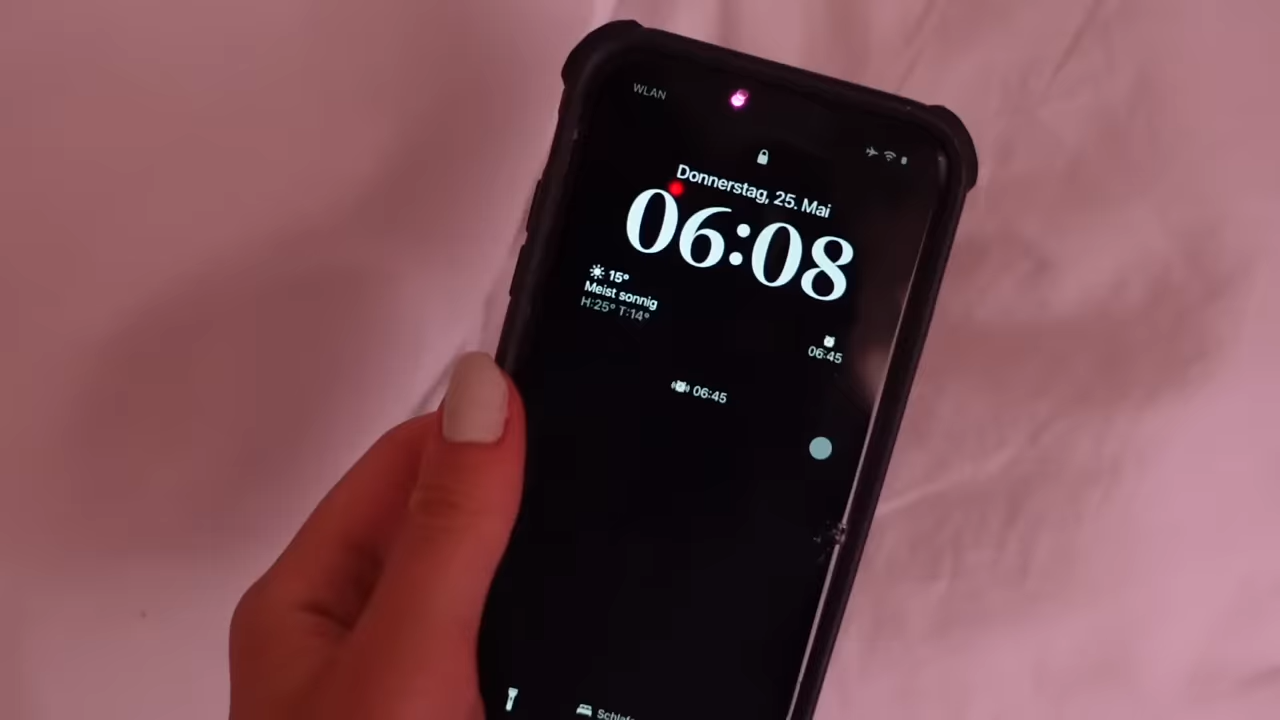 WLAN
Donnerstag, 25. Mai
06:08
15°
Meist sonnig
H:25° T:14°
06:45
06:45